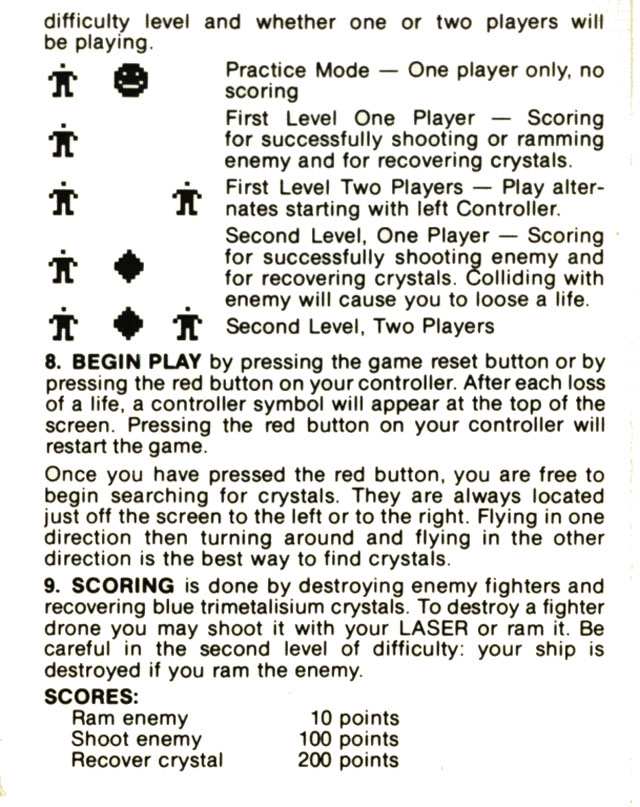 difficulty level and whether one or two players will
be playing.
Practice Mode — One player only, no
scoring
First Level One Player — Scoring
for successfully shooting or ramming
enemy and for recovering crystals.
First Level Two Players — Play alter-
nates starting with left Controller.
Second Level, One Player — Scoring
for successfully shooting enemy and
for recovering crystals. Colliding with
enemy will cause you to loose a life.
Second Level, Two Players
8. BEGIN PLAY by pressing the game reset button or by
pressing the red button on your controller. After each loss
of a life, a controller symbol will appear at the top of the
screen. Pressing the red button on your controller will
restart the game.
Once you have pressed the red button, you are free to
begin searching for crystals. They are always located
just off the screen to the left or to the right. Flying in one
direction then turning around and flying in the other
direction is the best way to find crystals.
9. SCORING is done by destroying enemy fighters and
recovering blue trimetalisium crystals. To destroy a fighter
drone you may shoot it with your LASER or ram it. Be
careful in the second level of difficulty: your ship is
destroyed if you ram the enemy.
SCORES:
Ram enemy 10 points
Shoot enemy 100 points
Recover crystal 200 points